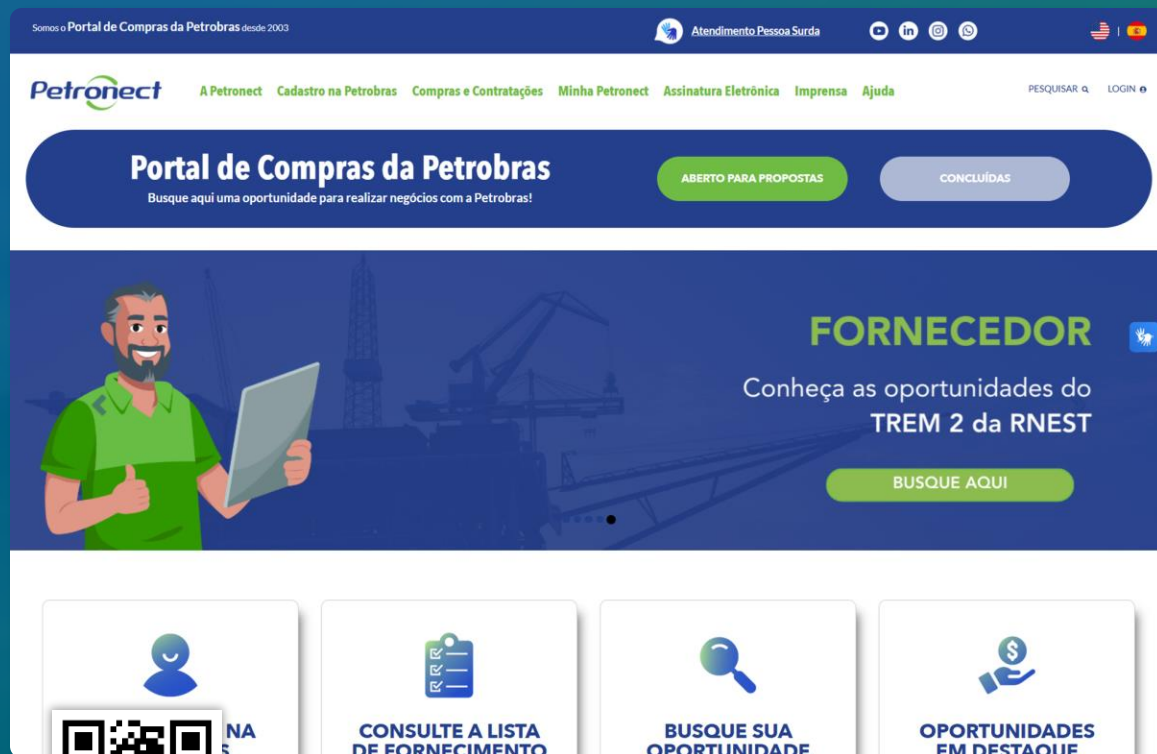 Somos o Portal de Compras da Petrobras desde 2003
Atendimento Pessoa Surda
Petronect
A Petronect Cadastro na Petrobras Compras e Contratações Minha Petronect Assinatura Eletrônica Imprensa Ajuda
PESQUISAR LOGIN
Portal de Compras da Petrobras
Busque aqui uma oportunidade para realizar negócios com a Petrobras!
ABERTO PARA PROPOSTAS
CONCLUÍDAS
FORNECEDOR
Conheça as oportunidades do
TREM 2 da RNEST
BUSQUE AQUI
NA
CONSULTE A LISTA
DE FORNECIMENTO
BUSQUE SUA
OPORTUNIDADE
OPORTUNIDADES
EM DESTAQUE